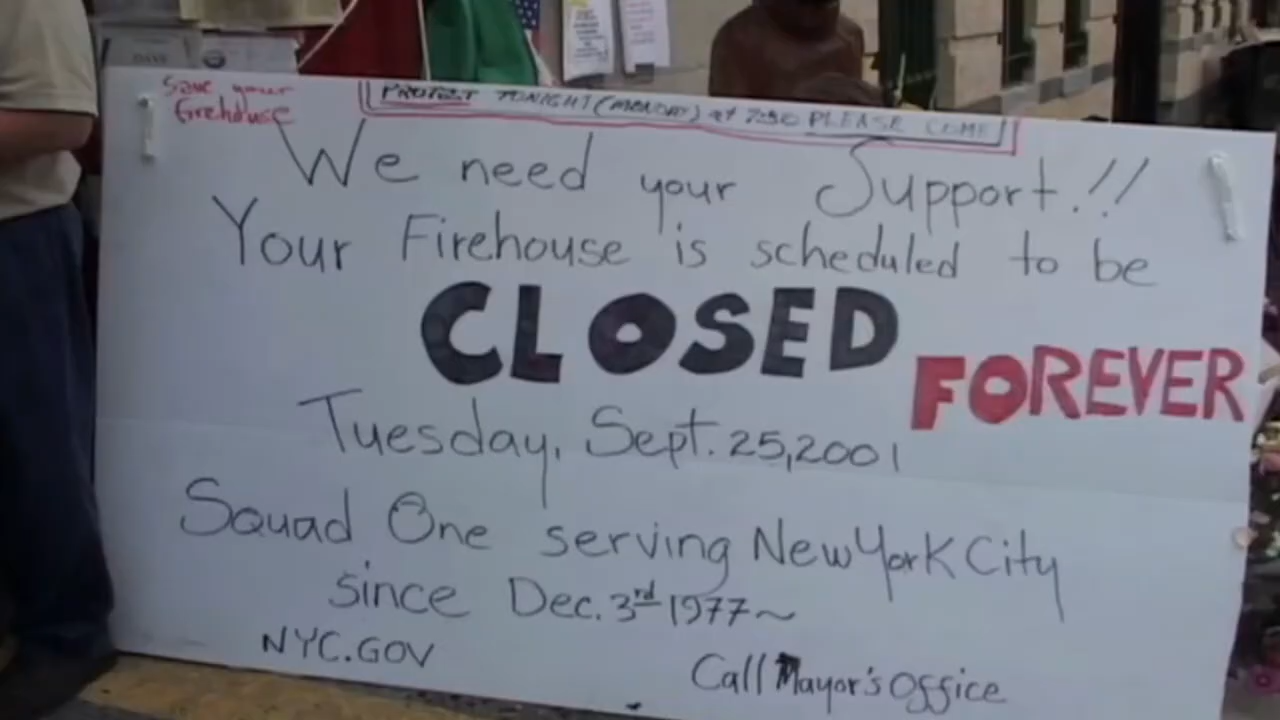 Save your
firehouse
PROTEST TONIGHT (MONDAY) at 7:30 PLEASE COME
We need your Support!!
Your Firehouse is scheduled to be
CLOSED FOREVER
Tuesday, Sept. 25, 2001
Squad One serving New York City
since Dec. 3rd 1977~
NYC.GOV
Call Mayor's Office